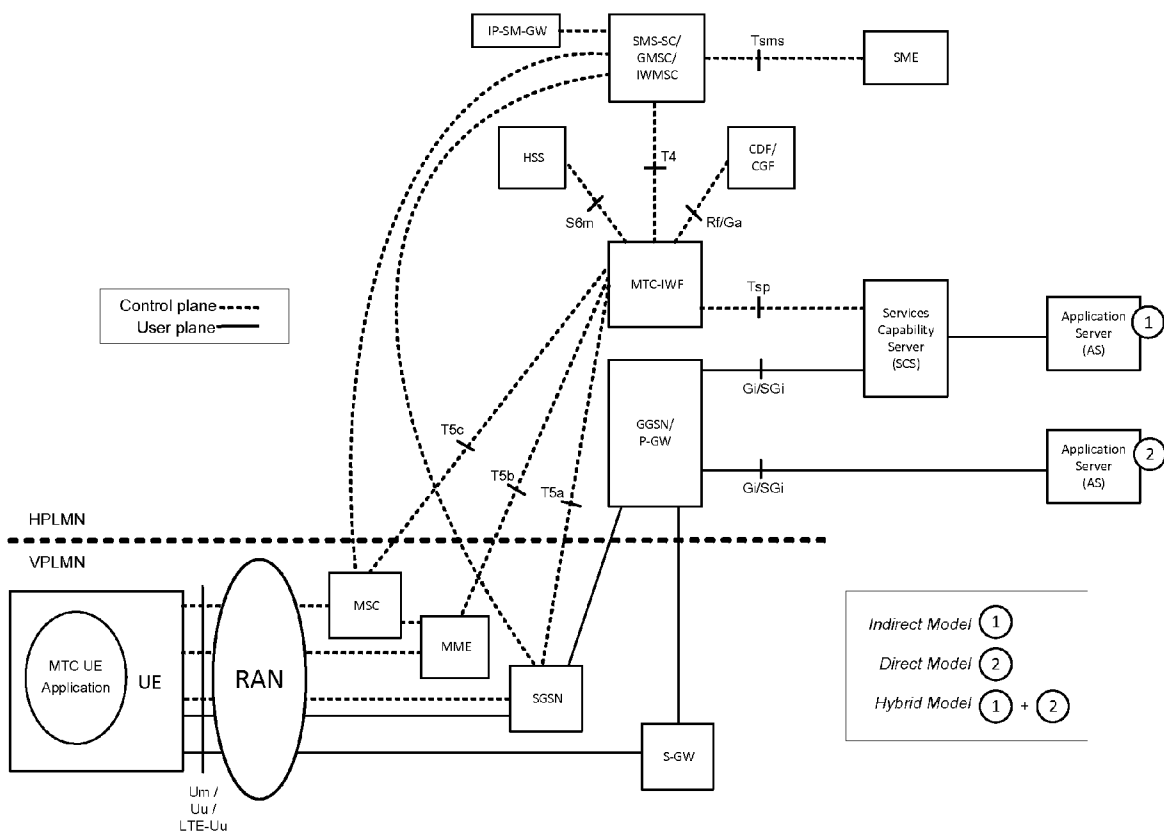 IP-SM-GW
SMS-SC/
GMSC/
IWMSC
Tsms
SME
HSS
T4
CDF/
CGF
S6m
Rf/Ga
MTC-IWF
Tsp
Services
Capability
Server
(SCS)
Application
Server
(AS)
1
Control plane
User plane
Gi/SGi
GGSN/
P-GW
T5c
T5b
T5a
Gi/SGi
Application
Server
(AS)
2
HPLMN
VPLMN
MSC
MME
SGSN
S-GW
MTC UE
Application
UE
RAN
Um /
Uu /
LTE-Uu
Indirect Model 1
Direct Model 2
Hybrid Model 1 + 2